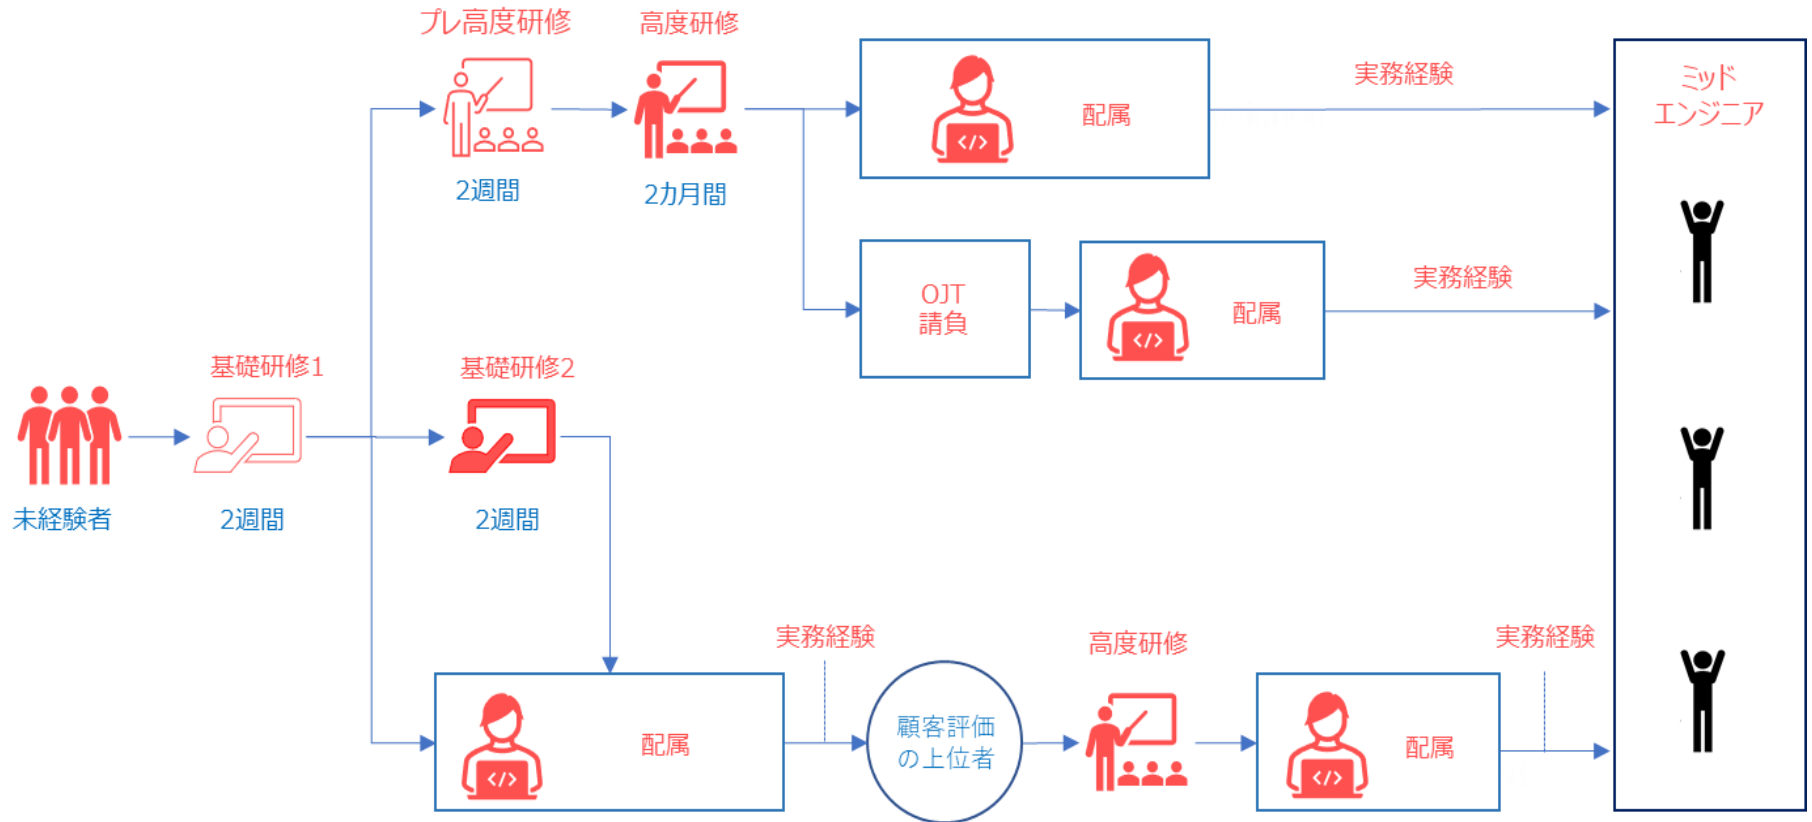 プレ高度研修
高度研修
2週間
2カ月間
配属
実務経験
ミッド
エンジニア
OJT
請負
配属
実務経験
未経験者
基礎研修1
2週間
基礎研修2
2週間
配属
実務経験
顧客評価
の上位者
高度研修
配属
実務経験